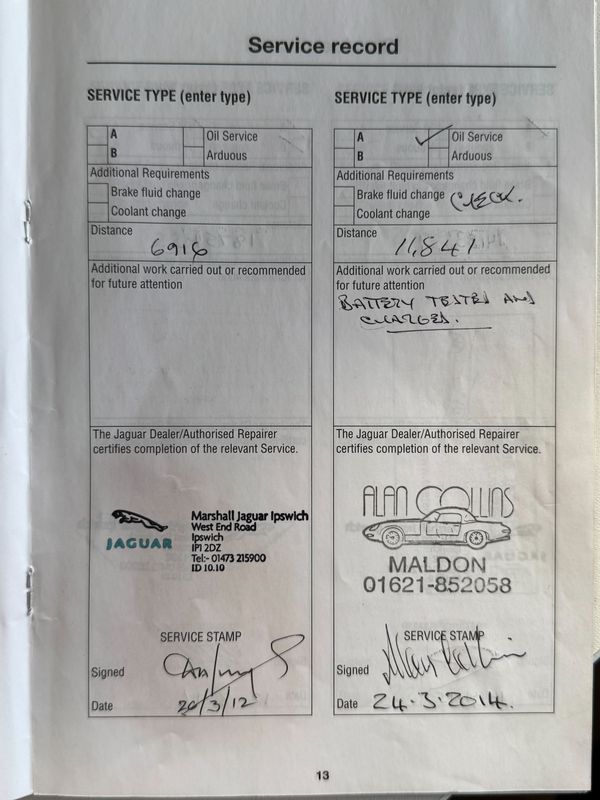 Service record
SERVICE TYPE (enter type)
A
Oil Service
B
Arduous
Additional Requirements
Brake fluid change
Coolant change
Distance
6916
Additional work carried out or recommended
for future attention
The Jaguar Dealer/Authorised Repairer
certifies completion of the relevant Service.
JAGUAR
Marshall Jaguar Ipswich
West End Road
Ipswich
IP1 2DZ
Tel:- 01473 215900
ID 10.10
SERVICE STAMP
Signed
Date
20/3/12
SERVICE TYPE (enter type)
A
Oil Service
B
Arduous
Additional Requirements
Brake fluid change CHECK.
Coolant change
Distance
11,841
Additional work carried out or recommended
for future attention
BATTERY TESTED AND
CHARGED.
The Jaguar Dealer/Authorised Repairer
certifies completion of the relevant Service.
ALAN COLLINS
MALDON
01621-852058
SERVICE STAMP
Signed Alan Collins
Date 24.3.2014.
13